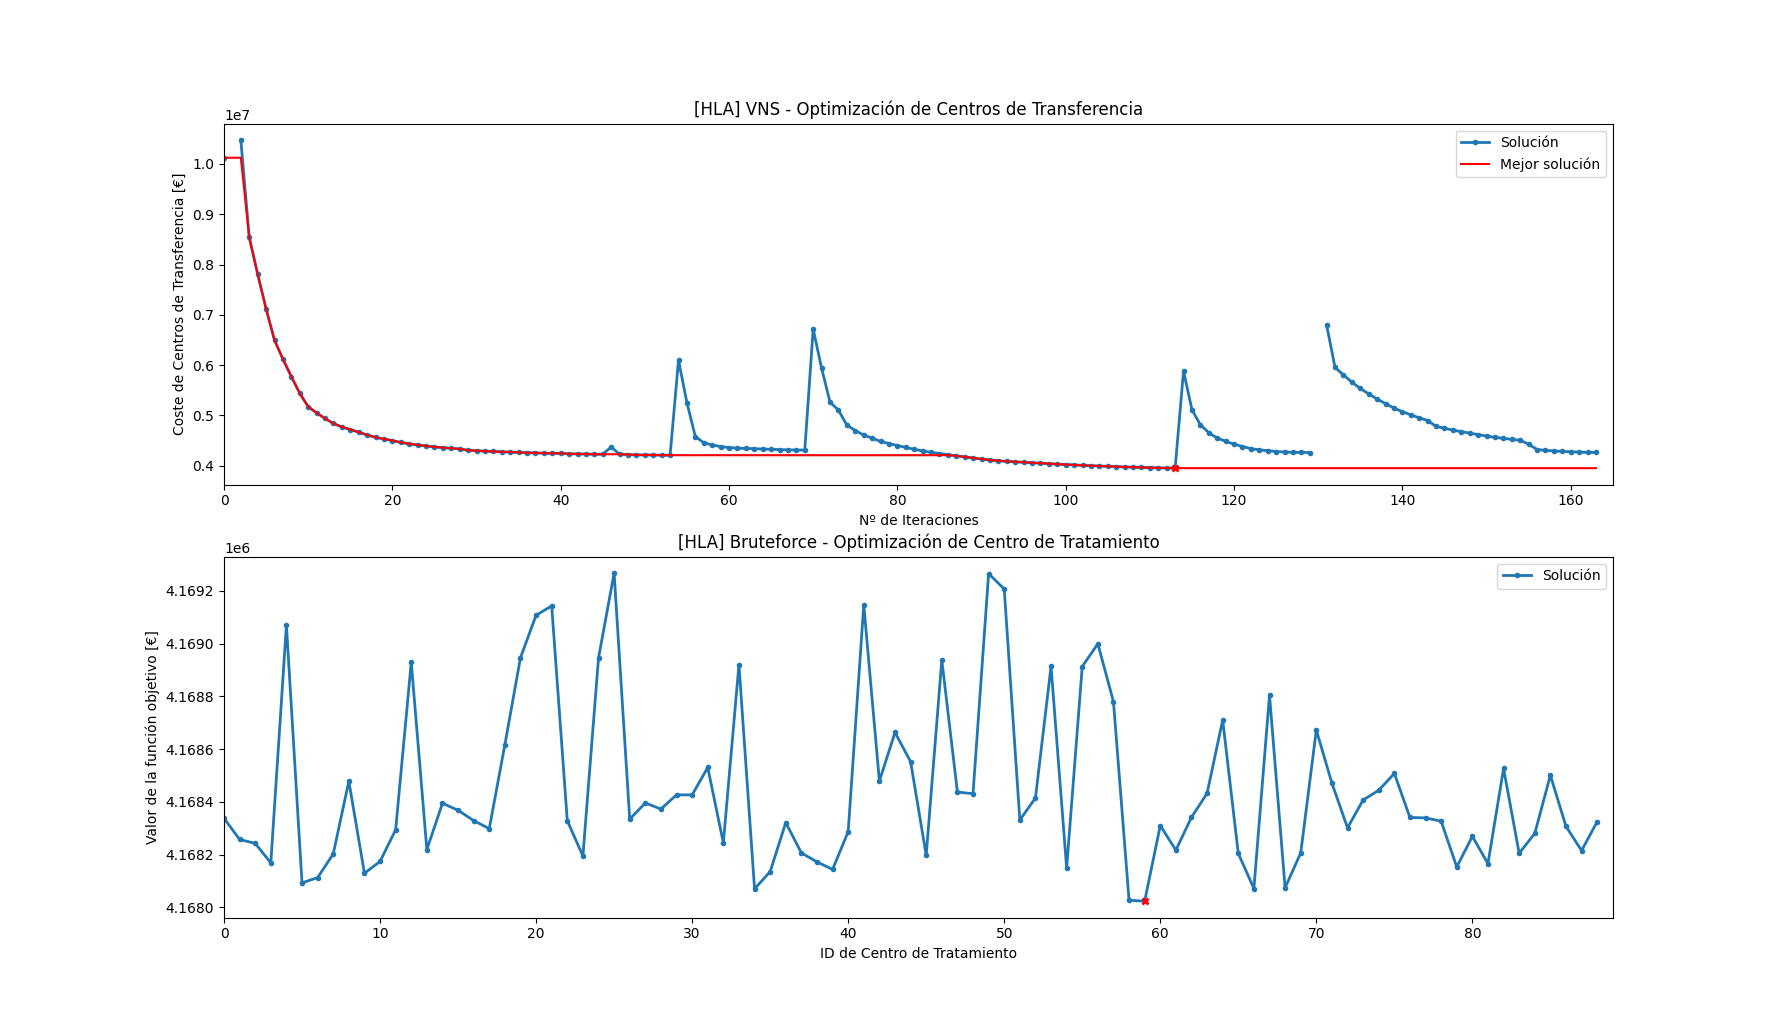 [HLA] VNS - Optimización de Centros de Transferencia
1e7
1.0
0.9
0.8
0.7
0.6
0.5
0.4
Coste de Centros de Transferencia [€]
Solución
Mejor solución
0 20 40 60 80 100 120 140 160
Nº de Iteraciones
[HLA] Bruteforce - Optimización de Centro de Tratamiento
1e6
4.1692
4.1690
4.1688
4.1686
4.1684
4.1682
4.1680
Valor de la función objetivo [€]
Solución
0 10 20 30 40 50 60 70 80
ID de Centro de Tratamiento